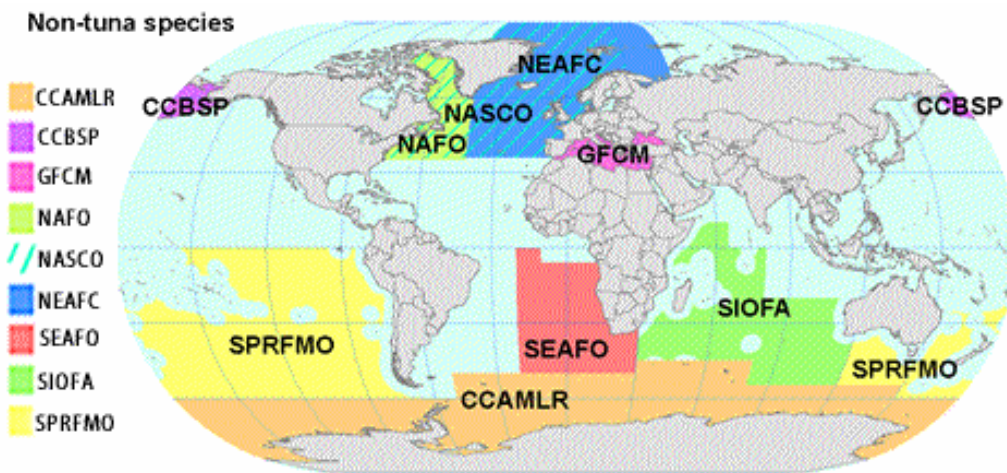 Non-tuna species
CCAMLR
CCBSP
GFCM
NAFO
NASCO
NEAFC
SEAFO
SIOFA
SPRFMO
NEAFC
CCBSP
CCBSP
NASCO
NAFO
GFCM
SIOFA
SPRFMO
SEAFO
SPRFMO
CCAMLR